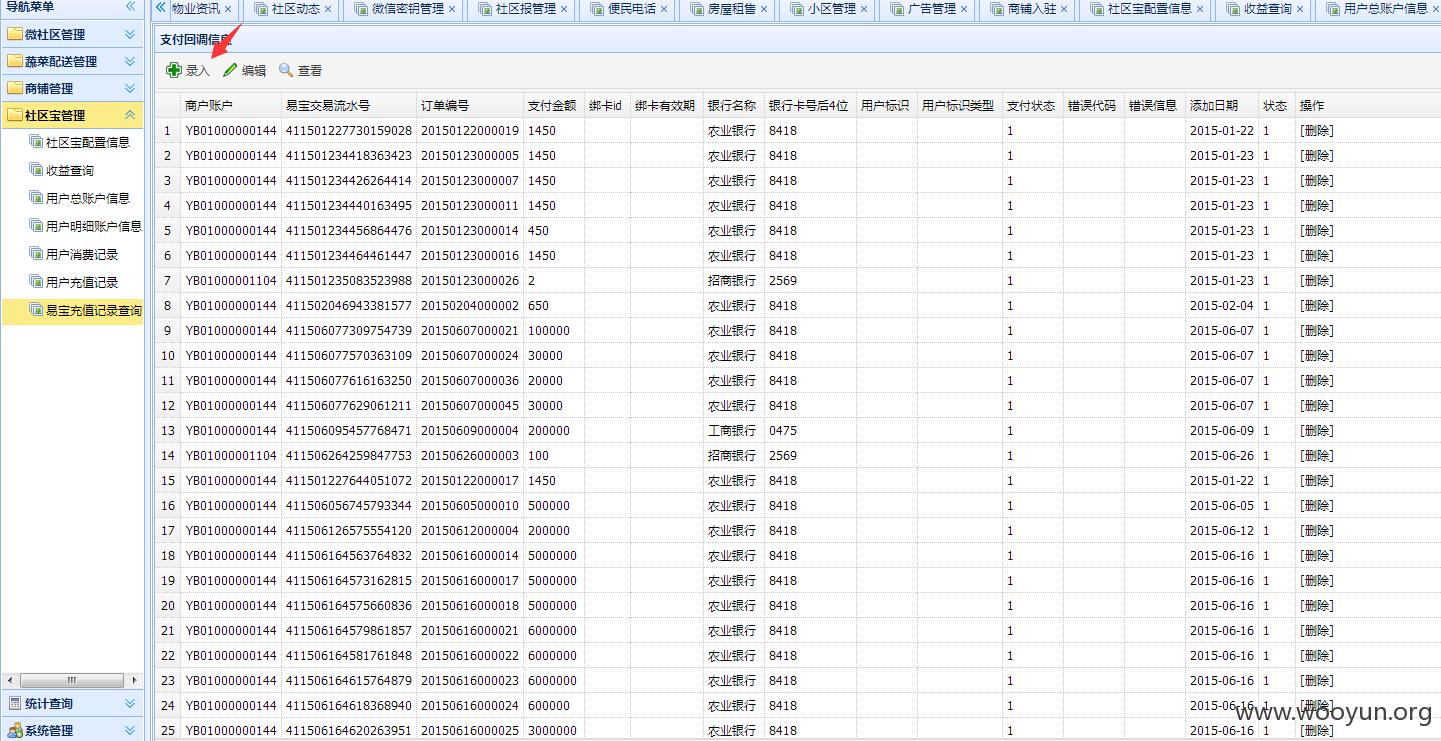 导航菜单
微社区管理
蔬菜配送管理
商铺管理
社区宝管理
社区宝配置信息
收益查询
用户总账户信息
用户明细账户信息
用户消费记录
用户充值记录
易宝充值记录查询
统计查询
系统管理
物业资讯 社区动态 微信密钥管理 社区报管理 便民电话 房屋租售 小区管理 广告管理 商铺入驻 社区宝配置信息 收益查询 用户总账户信息
支付回调信息
录入 编辑 查看
商户账户 易宝交易流水号 订单编号 支付金额 绑卡id 绑卡有效期 银行名称 银行卡号后4位 用户标识 用户标识类型 支付状态 错误代码 错误信息 添加日期 状态 操作
1 YB01000000144 411501227730159028 20150122000019 1450 农业银行 8418 1 2015-01-22 1 [删除]
2 YB01000000144 411501234418363423 20150123000005 1450 农业银行 8418 1 2015-01-23 1 [删除]
3 YB01000000144 411501234426264414 20150123000007 1450 农业银行 8418 1 2015-01-23 1 [删除]
4 YB01000000144 411501234440163495 20150123000011 1450 农业银行 8418 1 2015-01-23 1 [删除]
5 YB01000000144 411501234456864476 20150123000014 450 农业银行 8418 1 2015-01-23 1 [删除]
6 YB01000000144 411501234464461447 20150123000016 1450 农业银行 8418 1 2015-01-23 1 [删除]
7 YB01000001104 411501235083523988 20150123000026 2 招商银行 2569 1 2015-01-23 1 [删除]
8 YB01000000144 411502046943381577 20150204000002 650 农业银行 8418 1 2015-02-04 1 [删除]
9 YB01000000144 411506077309754739 20150607000021 100000 农业银行 8418 1 2015-06-07 1 [删除]
10 YB01000000144 411506077570363109 20150607000024 30000 农业银行 8418 1 2015-06-07 1 [删除]
11 YB01000000144 411506077616163250 20150607000036 20000 农业银行 8418 1 2015-06-07 1 [删除]
12 YB01000000144 411506077629061211 20150607000045 30000 农业银行 8418 1 2015-06-07 1 [删除]
13 YB01000000144 411506095457768471 20150609000004 200000 工商银行 0475 1 2015-06-09 1 [删除]
14 YB01000001104 411506264259847753 20150626000003 100 招商银行 2569 1 2015-06-26 1 [删除]
15 YB01000000144 411501227644051072 20150122000017 1450 农业银行 8418 1 2015-01-22 1 [删除]
16 YB01000000144 411506056745793344 20150605000010 500000 农业银行 8418 1 2015-06-05 1 [删除]
17 YB01000000144 411506126575554120 20150612000004 200000 农业银行 8418 1 2015-06-12 1 [删除]
18 YB01000000144 411506164563764832 20150616000014 5000000 农业银行 8418 1 2015-06-16 1 [删除]
19 YB01000000144 411506164573162815 20150616000017 5000000 农业银行 8418 1 2015-06-16 1 [删除]
20 YB01000000144 411506164575660836 20150616000018 5000000 农业银行 8418 1 2015-06-16 1 [删除]
21 YB01000000144 411506164579861857 20150616000021 6000000 农业银行 8418 1 2015-06-16 1 [删除]
22 YB01000000144 411506164581761848 20150616000022 6000000 农业银行 8418 1 2015-06-16 1 [删除]
23 YB01000000144 411506164615764879 20150616000023 6000000 农业银行 8418 1 2015-06-16 1 [删除]
24 YB01000000144 411506164618368940 20150616000024 600000 农业银行 8418 1 2015-06-16 1 [删除]
25 YB01000000144 411506164620263951 20150616000025 3000000 农业银行 8418 1 2015-06-16 1 [删除]
www.wooyun.org